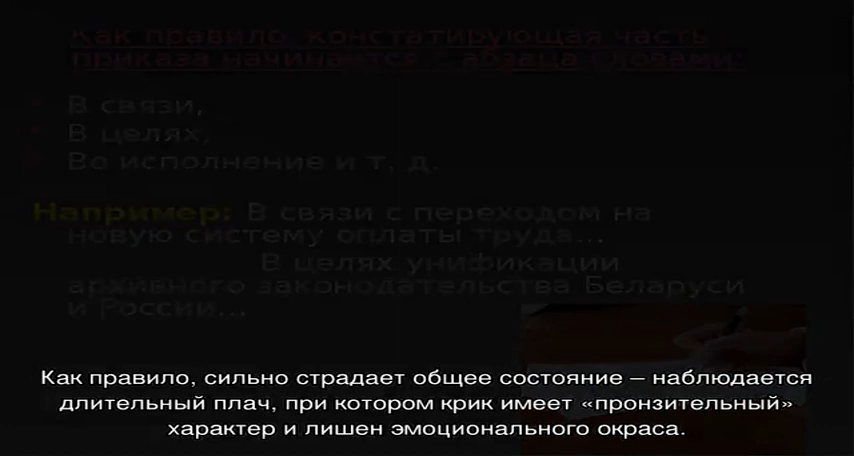 Как правило, констатирующая часть
приказа начинается с абзаца словами:
В связи,
В целях,
Во исполнение и т. д.
Например: В связи с переходом на
новую систему оплаты труда...
В целях унификации
архивного законодательства Беларуси
и России...
Как правило, сильно страдает общее состояние – наблюдается
длительный плач, при котором крик имеет «пронзительный»
характер и лишен эмоционального окраса.